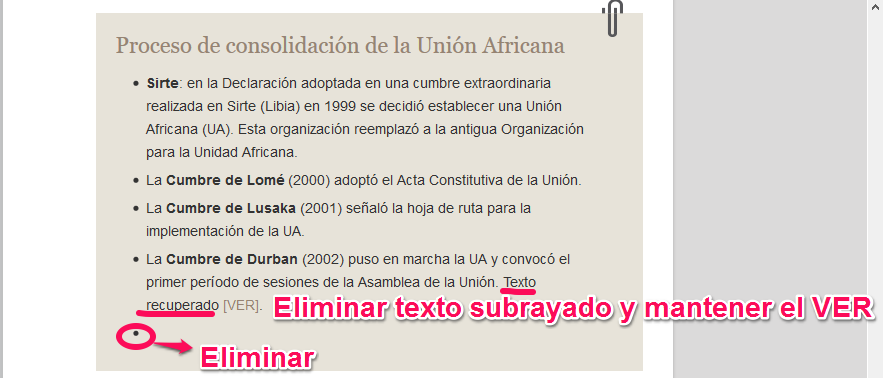 Proceso de consolidación de la Unión Africana
• Sirte: en la Declaración adoptada en una cumbre extraordinaria
realizada en Sirte (Libia) en 1999 se decidió establecer una Unión
Africana (UA). Esta organización reemplazó a la antigua Organización
para la Unidad Africana.
• La Cumbre de Lomé (2000) adoptó el Acta Constitutiva de la Unión.
• La Cumbre de Lusaka (2001) señaló la hoja de ruta para la
implementación de la UA.
• La Cumbre de Durban (2002) puso en marcha la UA y convocó el
primer período de sesiones de la Asamblea de la Unión. Texto
recuperado [VER].
Eliminar texto subrayado y mantener el VER
•
Eliminar